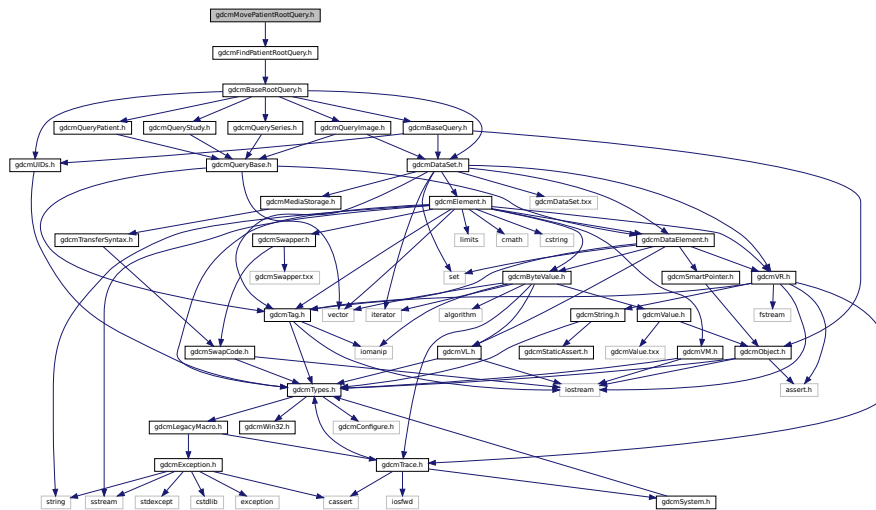 gdcmMovePatientRootQuery.h
gdcmFindPatientRootQuery.h
gdcmBaseRootQuery.h
gdcmQueryPatient.h
gdcmQueryStudy.h
gdcmQuerySeries.h
gdcmQueryImage.h
gdcmBaseQuery.h
gdcmUIDs.h
gdcmQueryBase.h
gdcmDataSet.h
gdcmMediaStorage.h
gdcmElement.h
gdcmDataSet.txx
gdcmTransferSyntax.h
gdcmSwapper.h
limits
cmath
cstring
gdcmDataElement.h
gdcmSwapper.txx
set
gdcmByteValue.h
gdcmSmartPointer.h
gdcmVR.h
gdcmTag.h
vector
iterator
algorithm
gdcmString.h
gdcmValue.h
fstream
gdcmSwapCode.h
iomanip
gdcmVL.h
gdcmStaticAssert.h
gdcmValue.txx
gdcmVM.h
gdcmObject.h
gdcmTypes.h
iostream
assert.h
gdcmLegacyMacro.h
gdcmWin32.h
gdcmConfigure.h
gdcmException.h
gdcmTrace.h
string
sstream
stdexcept
cstdlib
exception
cassert
iosfwd
gdcmSystem.h